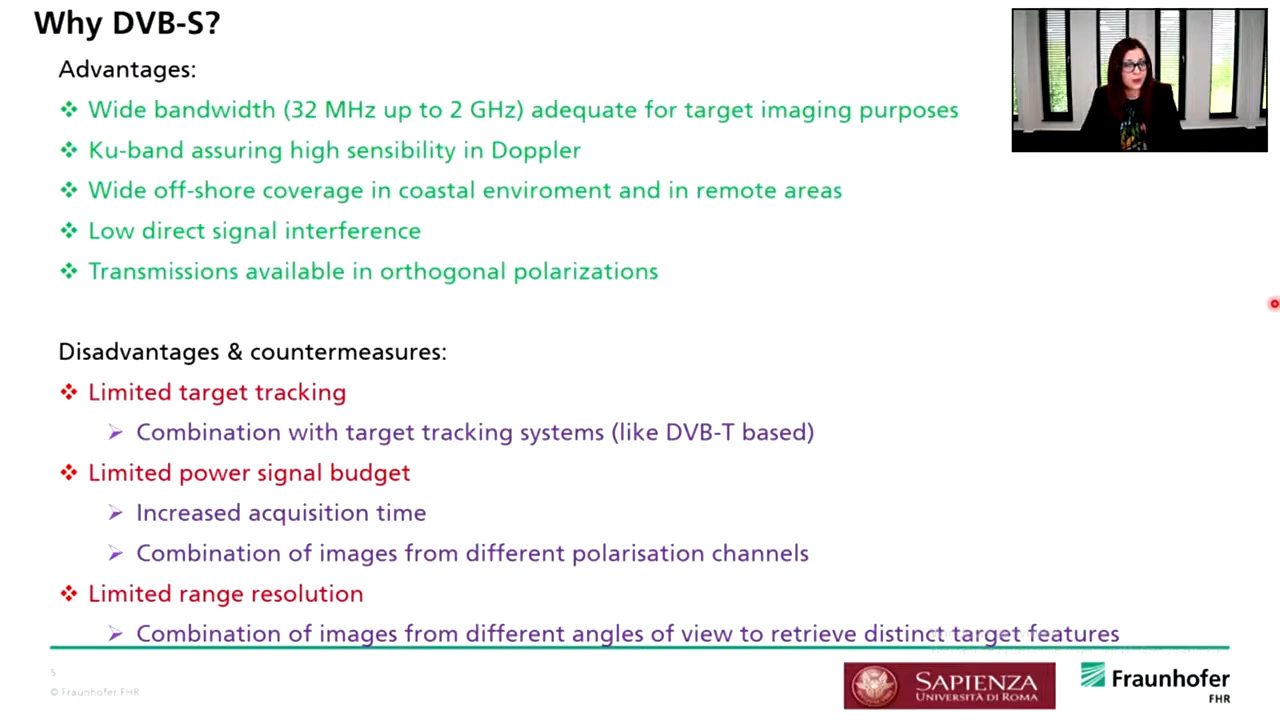 Why DVB-S?
Advantages:
Wide bandwidth (32 MHz up to 2 GHz) adequate for target imaging purposes
Ku-band assuring high sensibility in Doppler
Wide off-shore coverage in coastal enviroment and in remote areas
Low direct signal interference
Transmissions available in orthogonal polarizations
Disadvantages & countermeasures:
Limited target tracking
Combination with target tracking systems (like DVB-T based)
Limited power signal budget
Increased acquisition time
Combination of images from different polarisation channels
Limited range resolution
Combination of images from different angles of view to retrieve distinct target features
5
© Fraunhofer FHR
SAPIENZA
UNIVERSITÀ DI ROMA
Fraunhofer
FHR